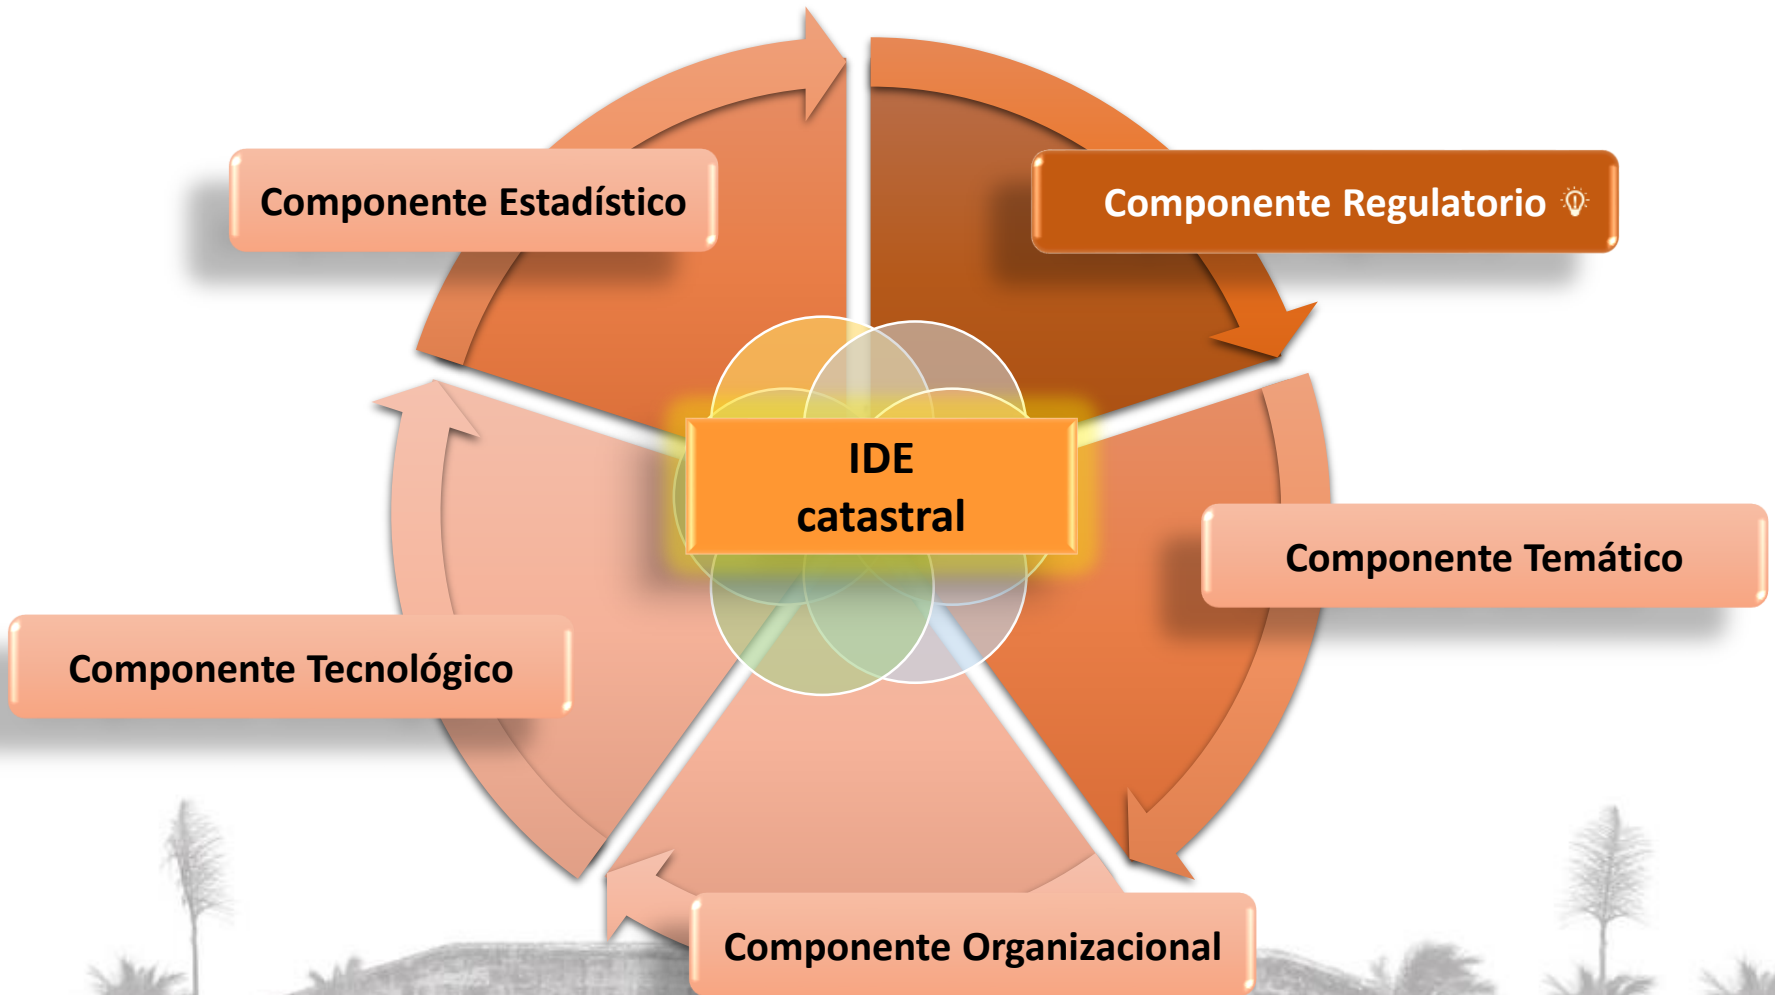 Componente Estadístico
Componente Regulatorio
IDE
catastral
Componente Temático
Componente Tecnológico
Componente Organizacional